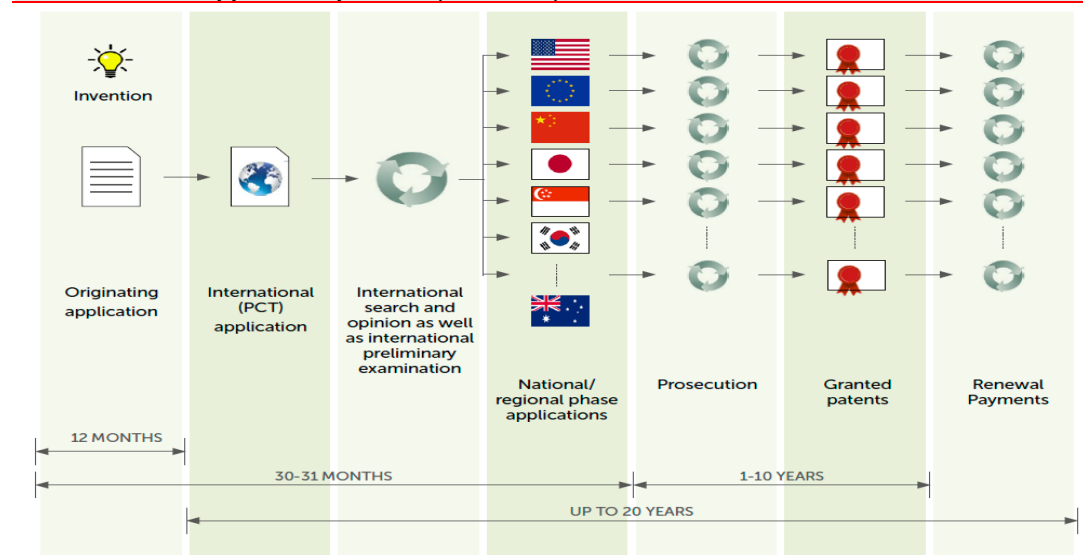 Invention
Originating
application
International
(PCT)
application
International
search and
opinion as well
as international
preliminary
examination
National/
regional phase
applications
Prosecution
Granted
patents
Renewal
Payments
12 MONTHS
30-31 MONTHS
1-10 YEARS
UP TO 20 YEARS